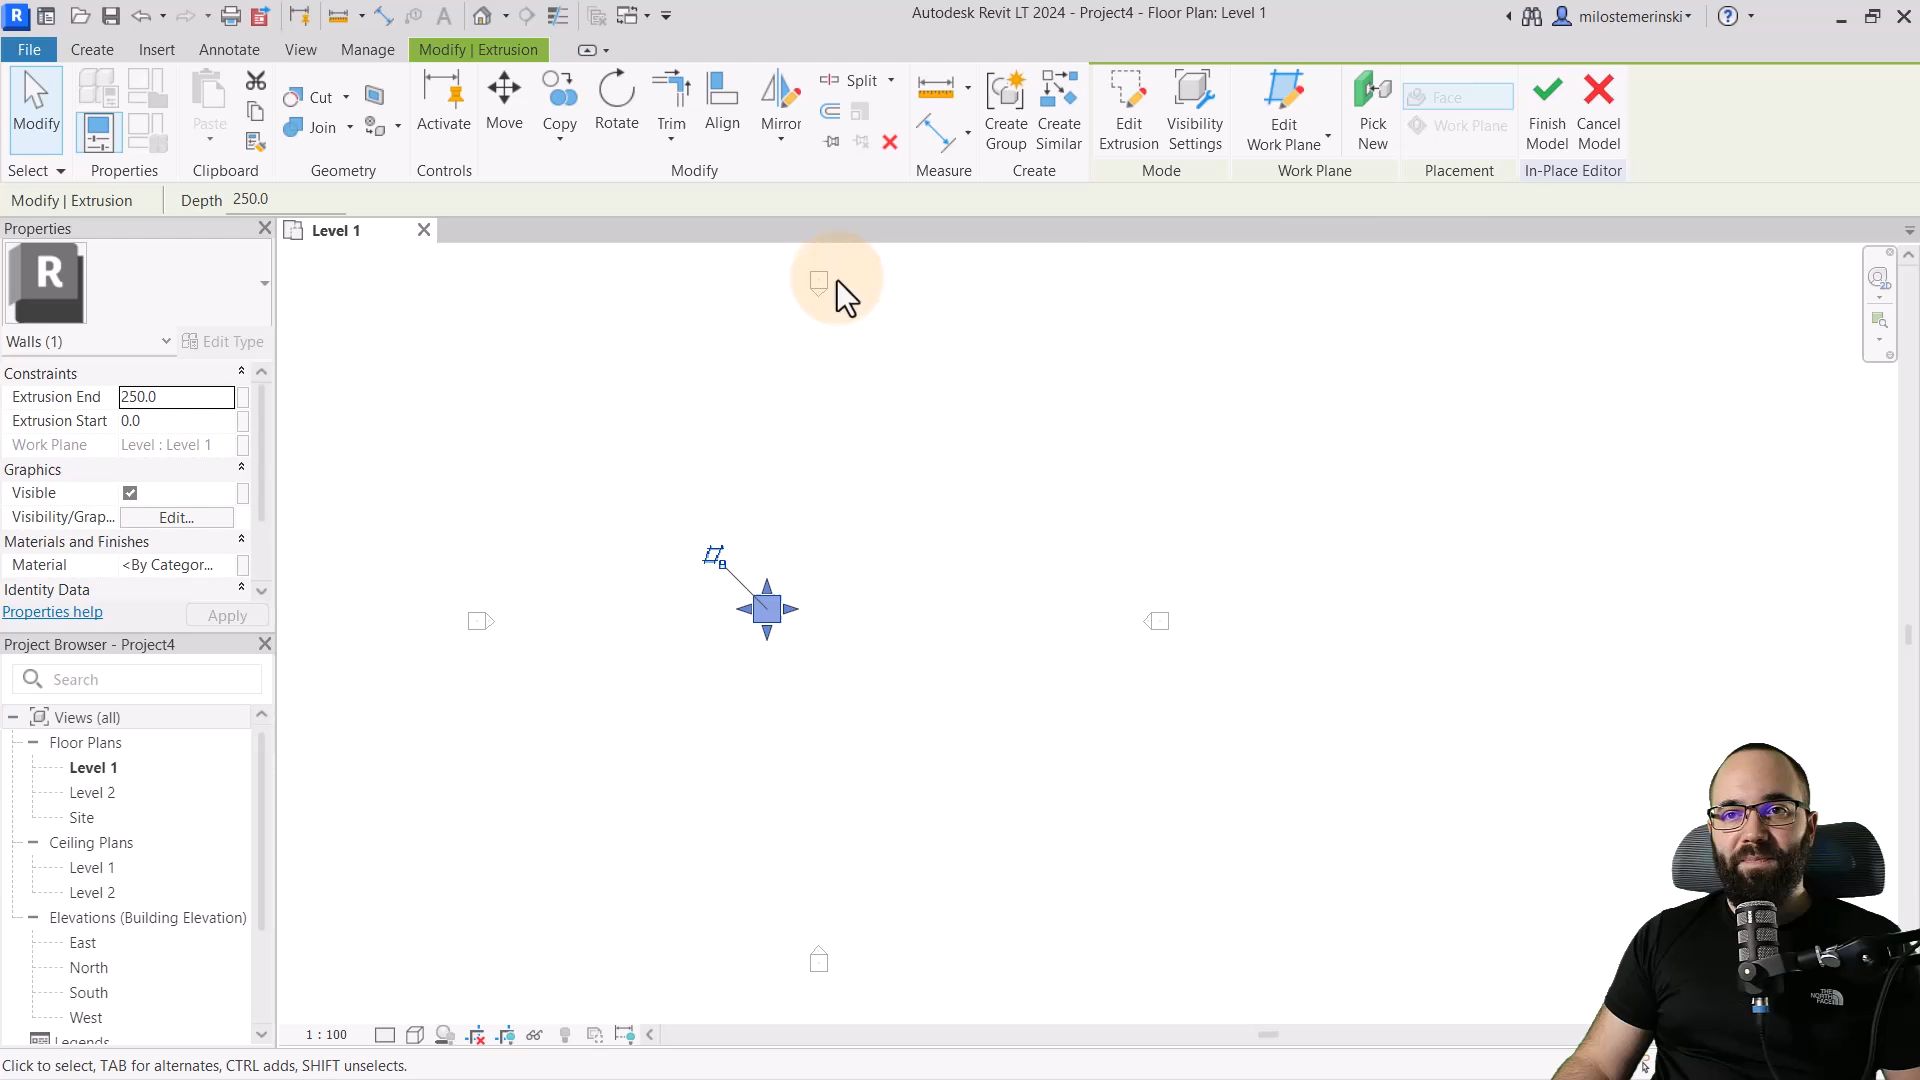 Autodesk Revit LT 2024 - Project4 - Floor Plan: Level 1
milostemerinski
File
Create
Insert
Annotate
View
Manage
Modify | Extrusion
Modify
Paste
Cut
Join
Activate
Move
Copy
Rotate
Trim
Align
Mirror
Split
Create Group
Create Similar
Edit Extrusion
Visibility Settings
Edit Work Plane
Pick New
Face
Work Plane
Finish Model
Cancel Model
Select
Properties
Clipboard
Geometry
Controls
Modify
Measure
Create
Mode
Work Plane
Placement
In-Place Editor
Modify | Extrusion
Depth 250.0
Properties
Level 1
R
Walls (1)
Edit Type
Constraints
Extrusion End 250.0
Extrusion Start 0.0
Work Plane Level : Level 1
Graphics
Visible
Visibility/Grap... Edit...
Materials and Finishes
Material <By Categor...
Identity Data
Properties help
Apply
Project Browser - Project4
Search
Views (all)
Floor Plans
Level 1
Level 2
Site
Ceiling Plans
Level 1
Level 2
Elevations (Building Elevation)
East
North
South
West
Legends
2D
1 : 100
THE NORTH FACE
Click to select, TAB for alternates, CTRL adds, SHIFT unselects.